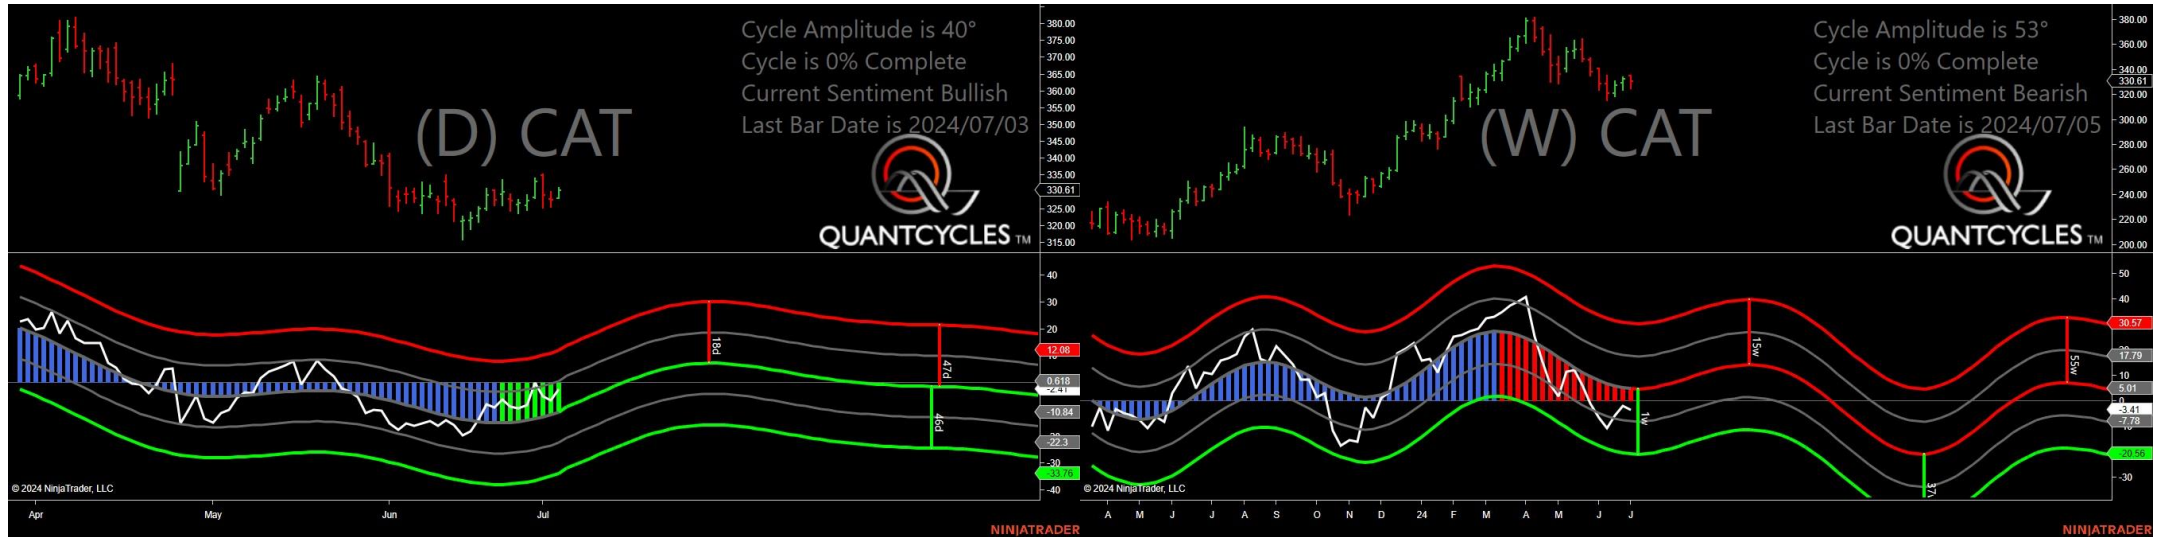 Cycle Amplitude is 40°
Cycle is 0% Complete
Current Sentiment Bullish
Last Bar Date is 2024/07/03
(D) CAT
QUANTCYCLES TM
380.00
375.00
370.00
365.00
360.00
355.00
350.00
345.00
340.00
335.00
330.61
325.00
320.00
315.00
40
30
20
12.08
0.618
-2.41
-10.84
-22.3
-30
-33.76
-40
18d
47d
46d
© 2024 NinjaTrader, LLC
Apr May Jun Jul
NINJATRADER
Cycle Amplitude is 53°
Cycle is 0% Complete
Current Sentiment Bearish
Last Bar Date is 2024/07/05
(W) CAT
QUANTCYCLES TM
380.00
360.00
340.00
330.61
320.00
300.00
280.00
260.00
240.00
220.00
200.00
50
40
30.57
17.79
10
5.01
0
-3.41
-7.78
-20.56
-30
15w
55w
1w
© 2024 NinjaTrader, LLC
A M J J A S O N D 24 F M A M J J
NINJATRADER